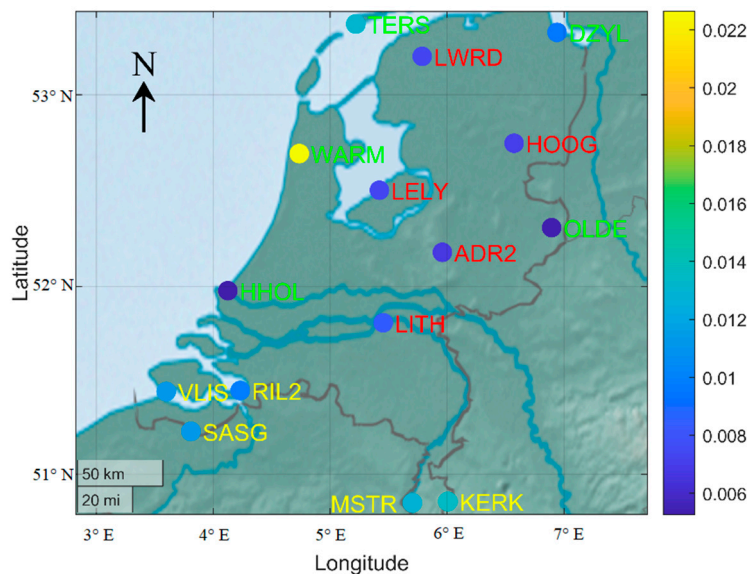 TERS
DZYL
0.022
LWRD
N
53° N
0.020
HOOG
WARM
0.018
LELY
OLDE
0.016
ADR2
Latitude
52° N
HHOL
0.014
LITH
0.012
VLIS
RIL2
0.01
SASG
0.008
50 km
51° N
20 mi
MSTR
KERK
0.006
3° E
4° E
5° E
6° E
7° E
Longitude